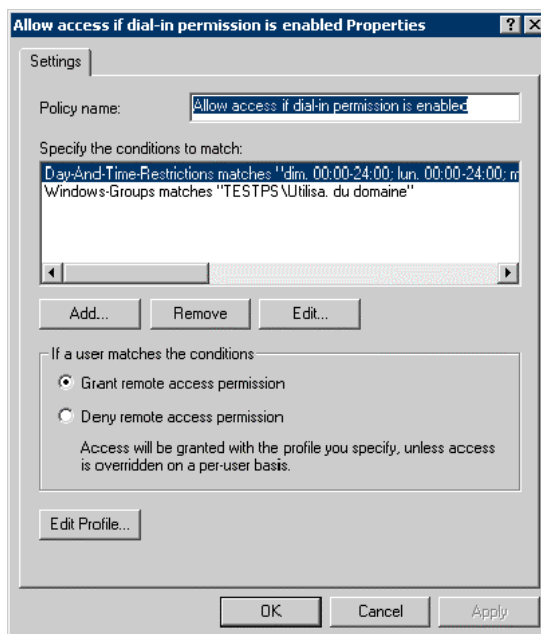 Allow access if dial-in permission is enabled Properties
Settings
Policy name: Allow access if dial-in permission is enabled
Specify the conditions to match:
Day-And-Time-Restrictions matches "dim. 00:00-24:00; lun. 00:00-24:00; m
Windows-Groups matches "TESTPS\Utilisa. du domaine"
Add... Remove Edit...
If a user matches the conditions
Grant remote access permission
Deny remote access permission
Access will be granted with the profile you specify, unless access
is overridden on a per-user basis.
Edit Profile...
OK Cancel Apply